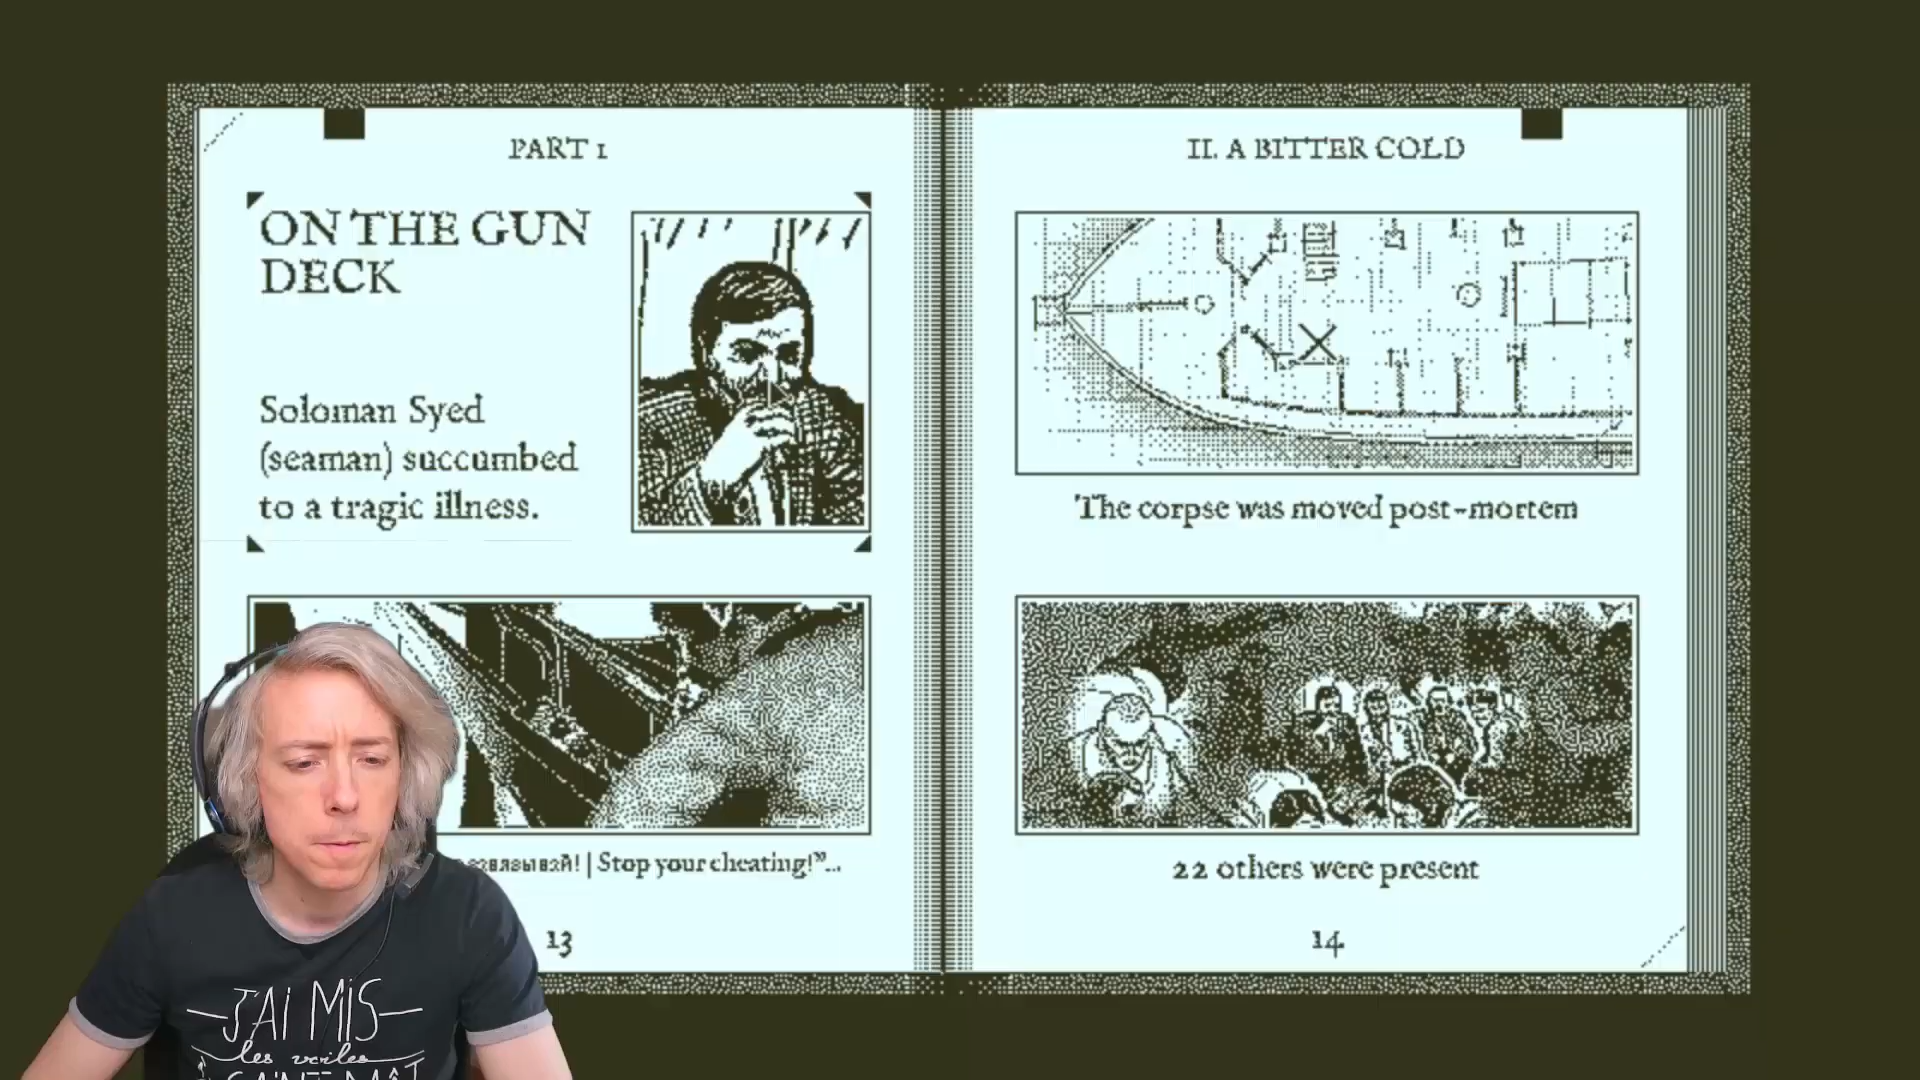 PART 1
ON THE GUN
DECK
Soloman Syed
(seaman) succumbed
to a tragic illness.
Stop your cheating!"...
13
II. A BITTER COLD
The corpse was moved post-mortem
22 others were present
14
J'AI MIS
les voiles